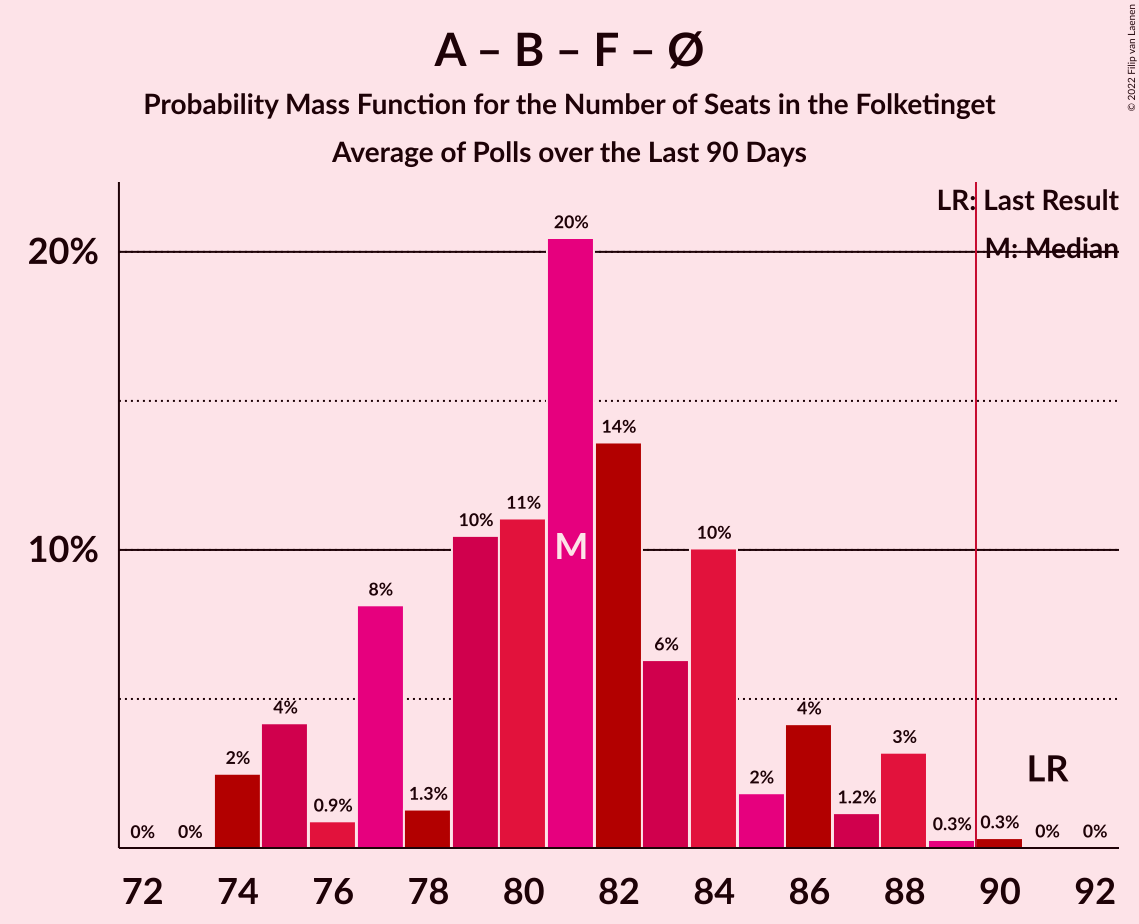 A – B – F – Ø
Probability Mass Function for the Number of Seats in the Folketinget
Average of Polls over the Last 90 Days
© 2022 Filip van Laenen
LR: Last Result
M: Median
20%
10%
0%
0%
2%
4%
0.9%
8%
1.3%
10%
11%
20%
M
14%
6%
10%
2%
4%
1.2%
3%
0.3%
0.3%
0%
0%
LR
72 74 76 78 80 82 84 86 88 90 92